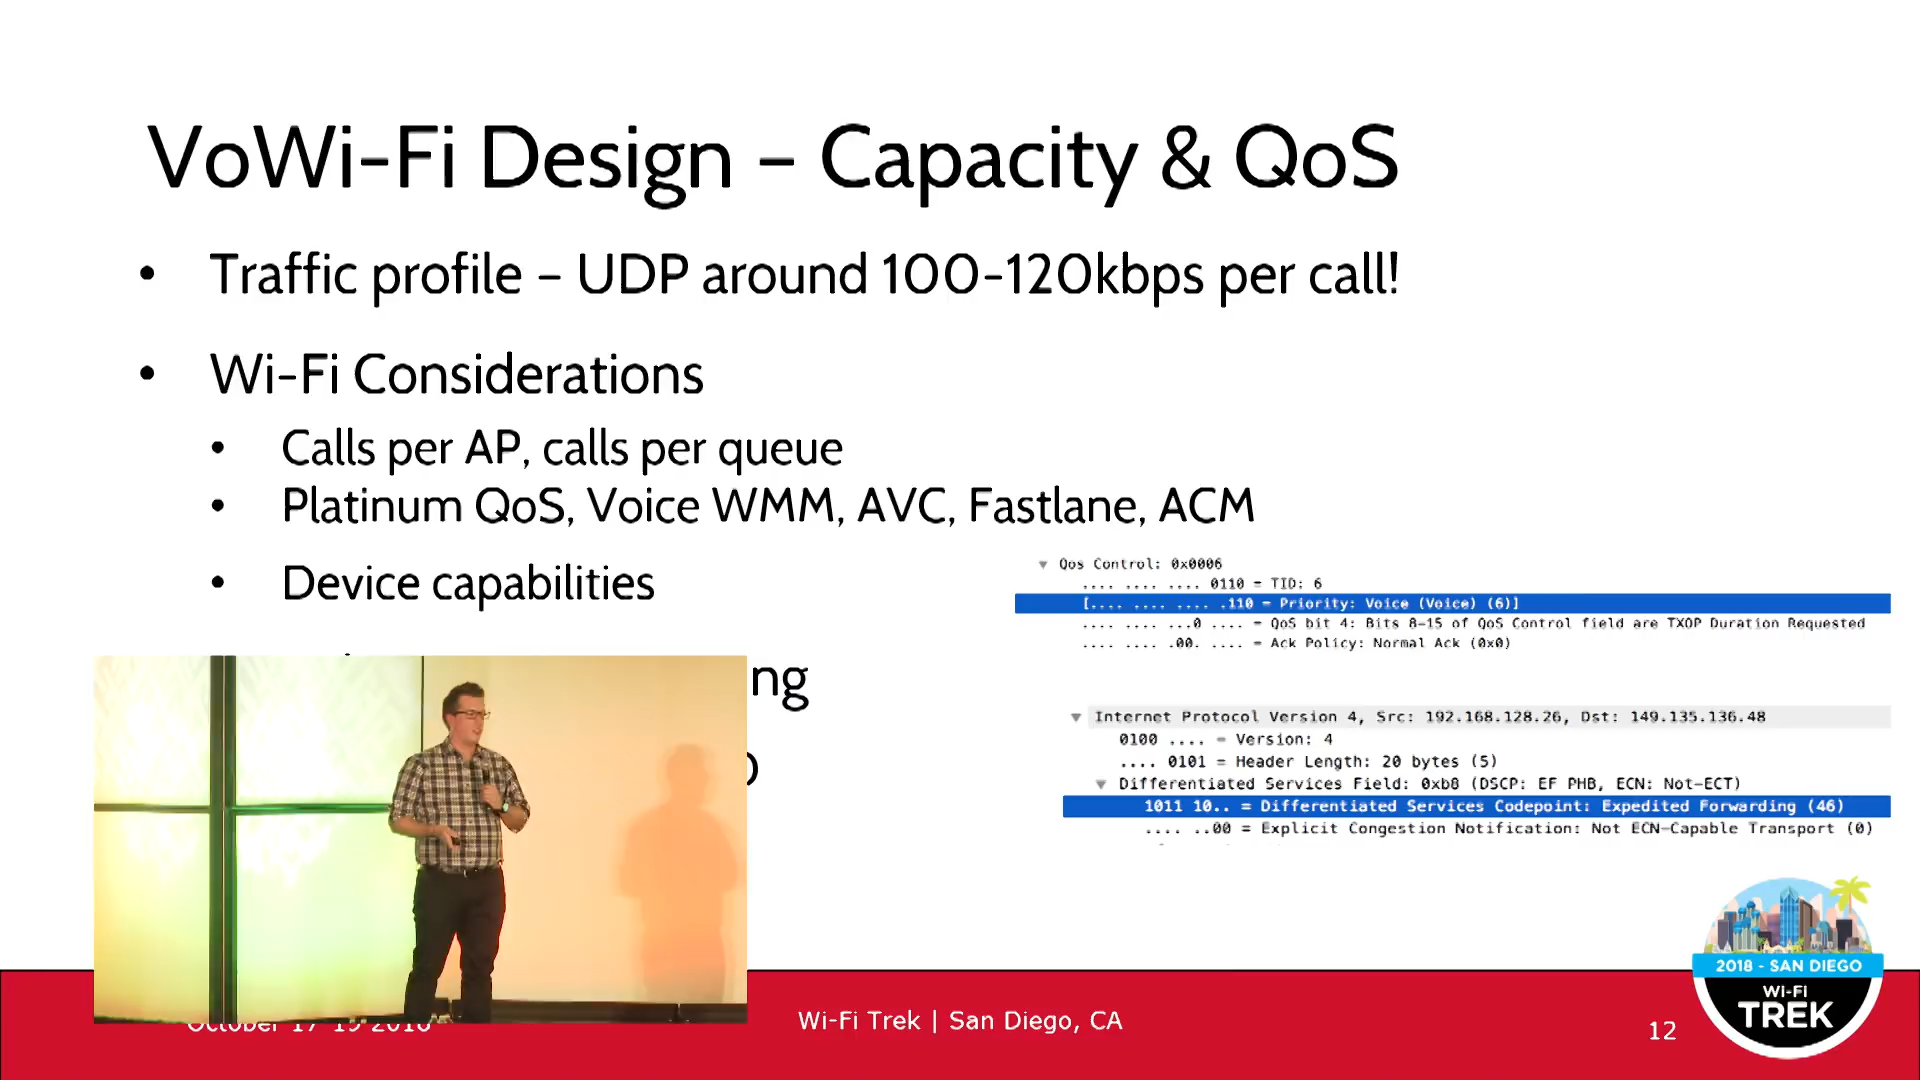 VoWi-Fi Design – Capacity & QoS
• Traffic profile – UDP around 100-120kbps per call!
• Wi-Fi Considerations
• Calls per AP, calls per queue
• Platinum QoS, Voice WMM, AVC, Fastlane, ACM
• Device capabilities
Qos Control: 0x0006
.... .... .... 0110 = TID: 6
[.... .... .... .110 = Priority: Voice (Voice) (6)]
.... .... ...0 .... = QoS bit 4: Bits 8-15 of QoS Control field are TXOP Duration Requested
.... .... .00. .... = Ack Policy: Normal Ack (0x0)
Internet Protocol Version 4, Src: 192.168.128.26, Dst: 149.135.136.48
0100 .... = Version: 4
.... 0101 = Header Length: 20 bytes (5)
Differentiated Services Field: 0xb8 (DSCP: EF PHB, ECN: Not-ECT)
1011 10.. = Differentiated Services Codepoint: Expedited Forwarding (46)
.... ..00 = Explicit Congestion Notification: Not ECN-Capable Transport (0)
2018 - SAN DIEGO
WI-FI
TREK
October 17-19 2018
Wi-Fi Trek | San Diego, CA
12